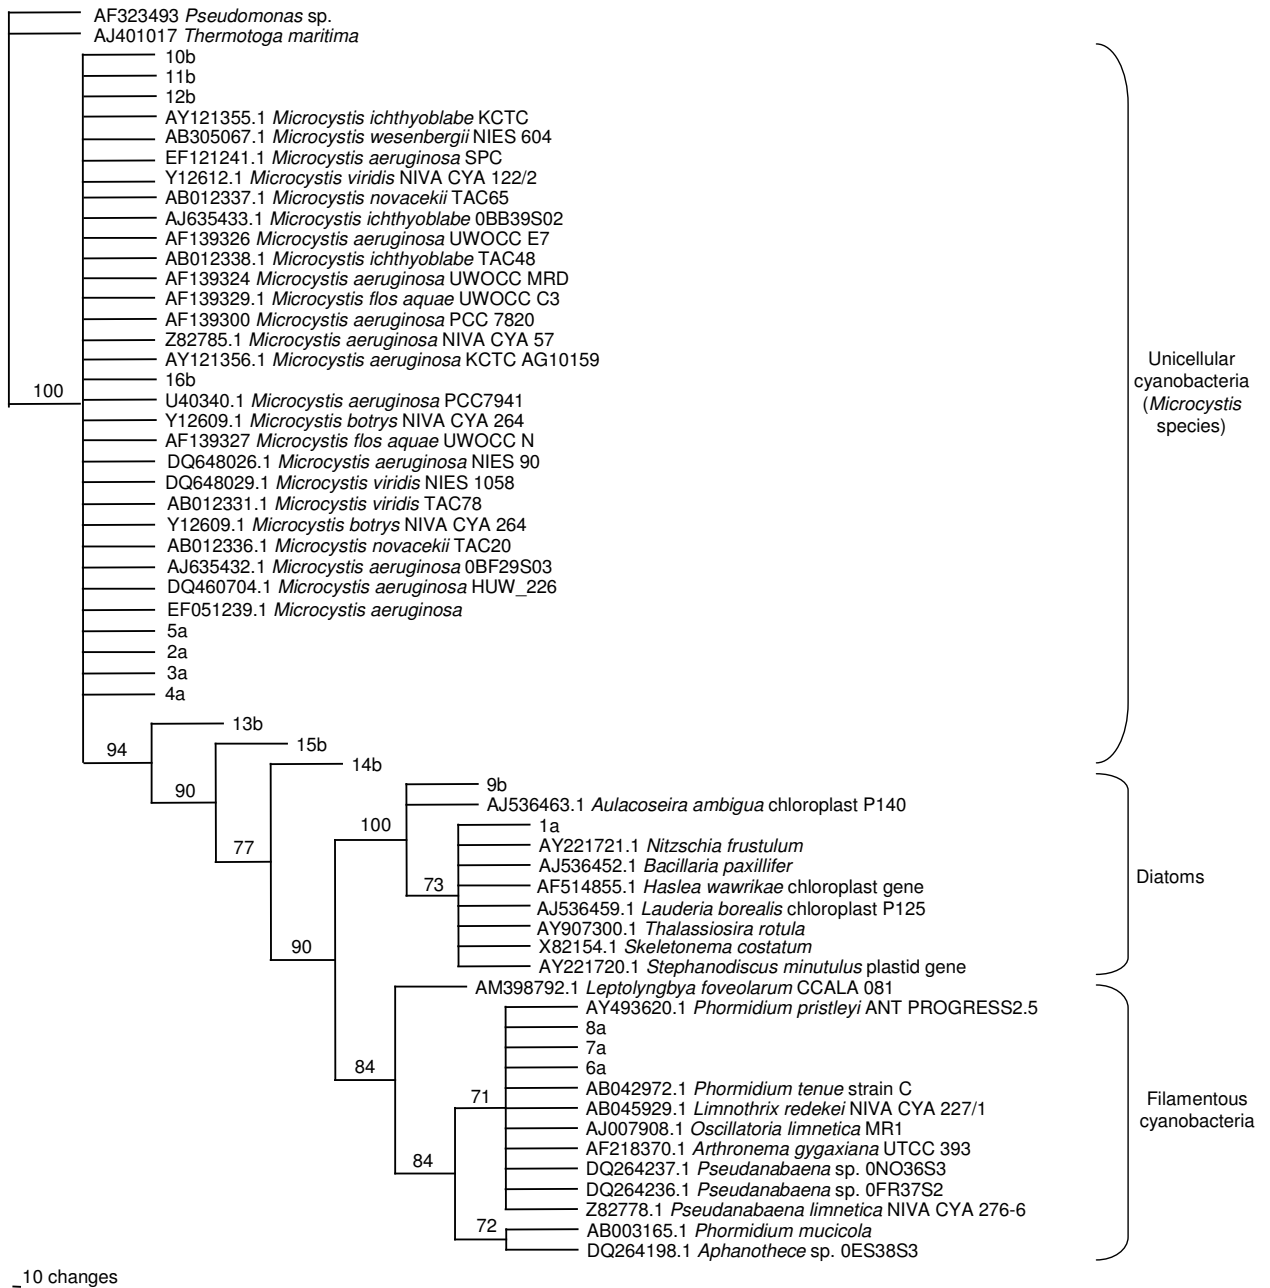 AF323493 Pseudomonas sp.
AJ401017 Thermotoga maritima
10b
11b
12b
AY121355.1 Microcystis ichthyoblabe KCTC
AB305067.1 Microcystis wesenbergii NIES 604
EF121241.1 Microcystis aeruginosa SPC
Y12612.1 Microcystis viridis NIVA CYA 122/2
AB012337.1 Microcystis novacekii TAC65
AJ635433.1 Microcystis ichthyoblabe 0BB39S02
AF139326 Microcystis aeruginosa UWOCC E7
AB012338.1 Microcystis ichthyoblabe TAC48
AF139324 Microcystis aeruginosa UWOCC MRD
AF139329.1 Microcystis flos aquae UWOCC C3
AF139300 Microcystis aeruginosa PCC 7820
Z82785.1 Microcystis aeruginosa NIVA CYA 57
AY121356.1 Microcystis aeruginosa KCTC AG10159
16b
100
U40340.1 Microcystis aeruginosa PCC7941
Y12609.1 Microcystis botrys NIVA CYA 264
AF139327 Microcystis flos aquae UWOCC N
DQ648026.1 Microcystis aeruginosa NIES 90
DQ648029.1 Microcystis viridis NIES 1058
AB012331.1 Microcystis viridis TAC78
Y12609.1 Microcystis botrys NIVA CYA 264
AB012336.1 Microcystis novacekii TAC20
AJ635432.1 Microcystis aeruginosa 0BF29S03
DQ460704.1 Microcystis aeruginosa HUW_226
EF051239.1 Microcystis aeruginosa
5a
2a
3a
4a
Unicellular
cyanobacteria
(Microcystis
species)
13b
94
15b
90
14b
77
9b
AJ536463.1 Aulacoseira ambigua chloroplast P140
100
1a
AY221721.1 Nitzschia frustulum
AJ536452.1 Bacillaria paxillifer
73
AF514855.1 Haslea wawrikae chloroplast gene
AJ536459.1 Lauderia borealis chloroplast P125
AY907300.1 Thalassiosira rotula
X82154.1 Skeletonema costatum
AY221720.1 Stephanodiscus minutulus plastid gene
Diatoms
90
AM398792.1 Leptolyngbya foveolarum CCALA 081
AY493620.1 Phormidium pristleyi ANT PROGRESS2.5
8a
7a
6a
84
AB042972.1 Phormidium tenue strain C
71
AB045929.1 Limnothrix redekei NIVA CYA 227/1
AJ007908.1 Oscillatoria limnetica MR1
AF218370.1 Arthronema gygaxiana UTCC 393
84
DQ264237.1 Pseudanabaena sp. 0NO36S3
DQ264236.1 Pseudanabaena sp. 0FR37S2
Z82778.1 Pseudanabaena limnetica NIVA CYA 276-6
72
AB003165.1 Phormidium mucicola
DQ264198.1 Aphanothece sp. 0ES38S3
Filamentous
cyanobacteria
10 changes